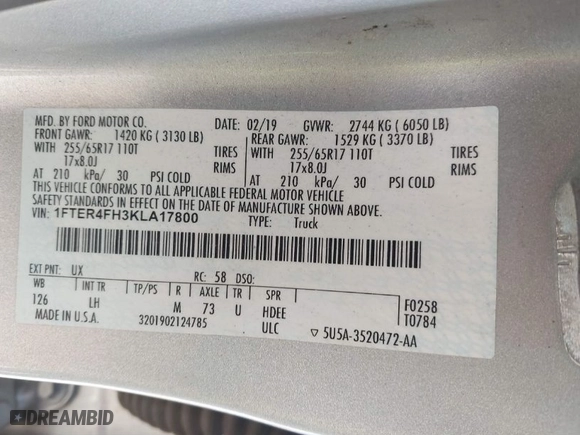 MFD. BY FORD MOTOR CO. DATE: 02/19 GVWR: 2744 KG ( 6050 LB)
FRONT GAWR: 1420 KG ( 3130 LB) REAR GAWR: 1529 KG ( 3370 LB)
WITH 255/65R17 110T TIRES WITH 255/65R17 110T TIRES
17x8.0J RIMS 17x8.0J RIMS
AT 210 kPa/ 30 PSI COLD AT 210 kPa/ 30 PSI COLD
THIS VEHICLE CONFORMS TO ALL APPLICABLE FEDERAL MOTOR VEHICLE
SAFETY STANDARDS IN EFFECT ON THE DATE OF MANUFACTURE SHOWN ABOVE.
VIN: 1FTER4FH3KLA17800 TYPE: Truck
EXT PNT: UX RC: 58 DSO:
WB INT TR TP/PS R AXLE TR SPR
126 LH M 73 U HDEE
ULC
F0258
T0784
MADE IN U.S.A. 3201902124785 ▽ 5U5A-3520472-AA
DREAMBID